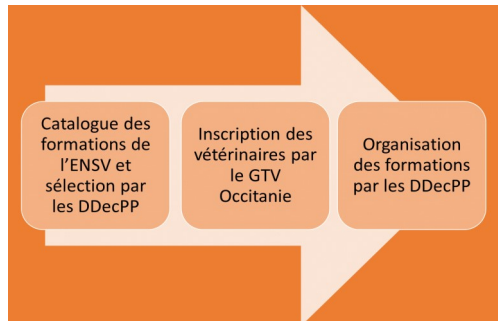 Catalogue des
formations de
l'ENSV et
sélection par
les DDecPP
Inscription des
vétérinaires par
le GTV
Occitanie
Organisation
des formations
par les DDecPP